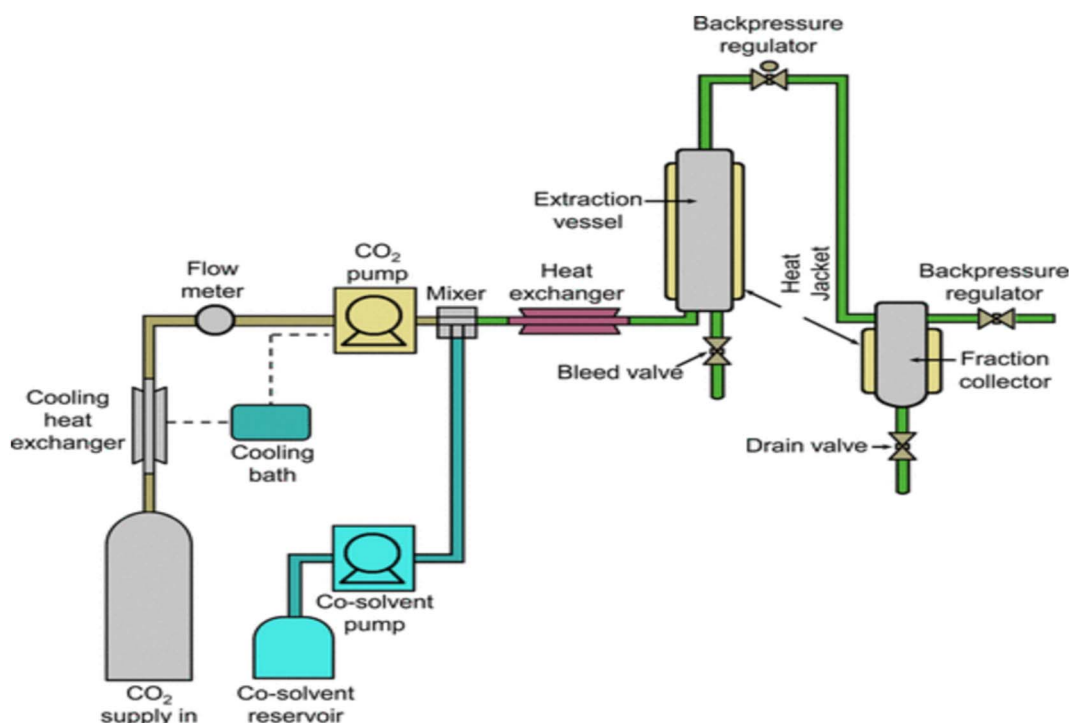 Backpressure
regulator
Extraction
vessel
CO₂
pump
Flow
meter
Mixer
Heat
exchanger
Heat
Jacket
Backpressure
regulator
Bleed valve
Fraction
collector
Cooling
heat
exchanger
Cooling
bath
Drain valve
Co-solvent
pump
CO₂
supply in
Co-solvent
reservoir